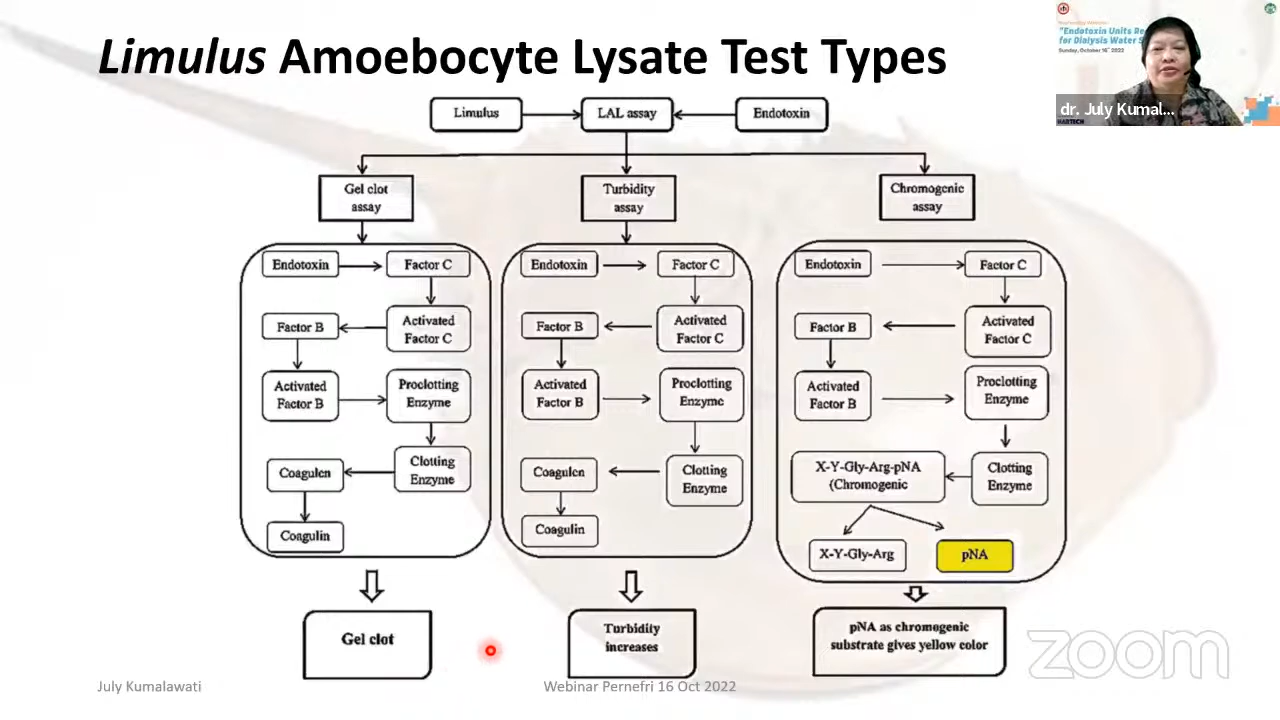 Limulus Amoebocyte Lysate Test Types
"Endotoxin Units Re
for Dialysis Water S
Sunday, October 16th 2022
dr. July Kumal...
Limulus
LAL assay
Endotoxin
Gel clot
assay
Turbidity
assay
Chromogenic
assay
Endotoxin
Factor C
Factor B
Activated
Factor C
Activated
Factor B
Proclotting
Enzyme
Coagulen
Clotting
Enzyme
Coagulin
Gel clot
Endotoxin
Factor C
Factor B
Activated
Factor C
Activated
Factor B
Proclotting
Enzyme
Coagulen
Clotting
Enzyme
Coagulin
Turbidity
increases
Endotoxin
Factor C
Factor B
Activated
Factor C
Activated
Factor B
Proclotting
Enzyme
X-Y-Gly-Arg-pNA
(Chromogenic
Clotting
Enzyme
X-Y-Gly-Arg
pNA
pNA as chromogenic
substrate gives yellow color
zoom
July Kumalawati
Webinar Pernefri 16 Oct 2022